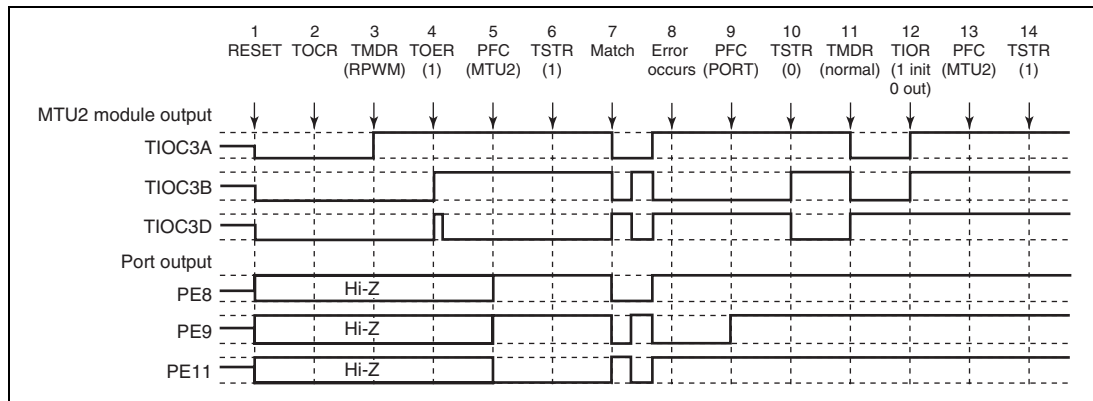 1 2 3 4 5 6 7 8 9 10 11 12 13 14
RESET TOCR TMDR TOER PFC TSTR Match Error PFC TSTR TMDR TIOR PFC TSTR
(RPWM) (1) (MTU2) (1) occurs (PORT) (0) (normal) (1 init (MTU2) (1)
0 out)
MTU2 module output
TIOC3A
TIOC3B
TIOC3D
Port output
PE8 Hi-Z
PE9 Hi-Z
PE11 Hi-Z